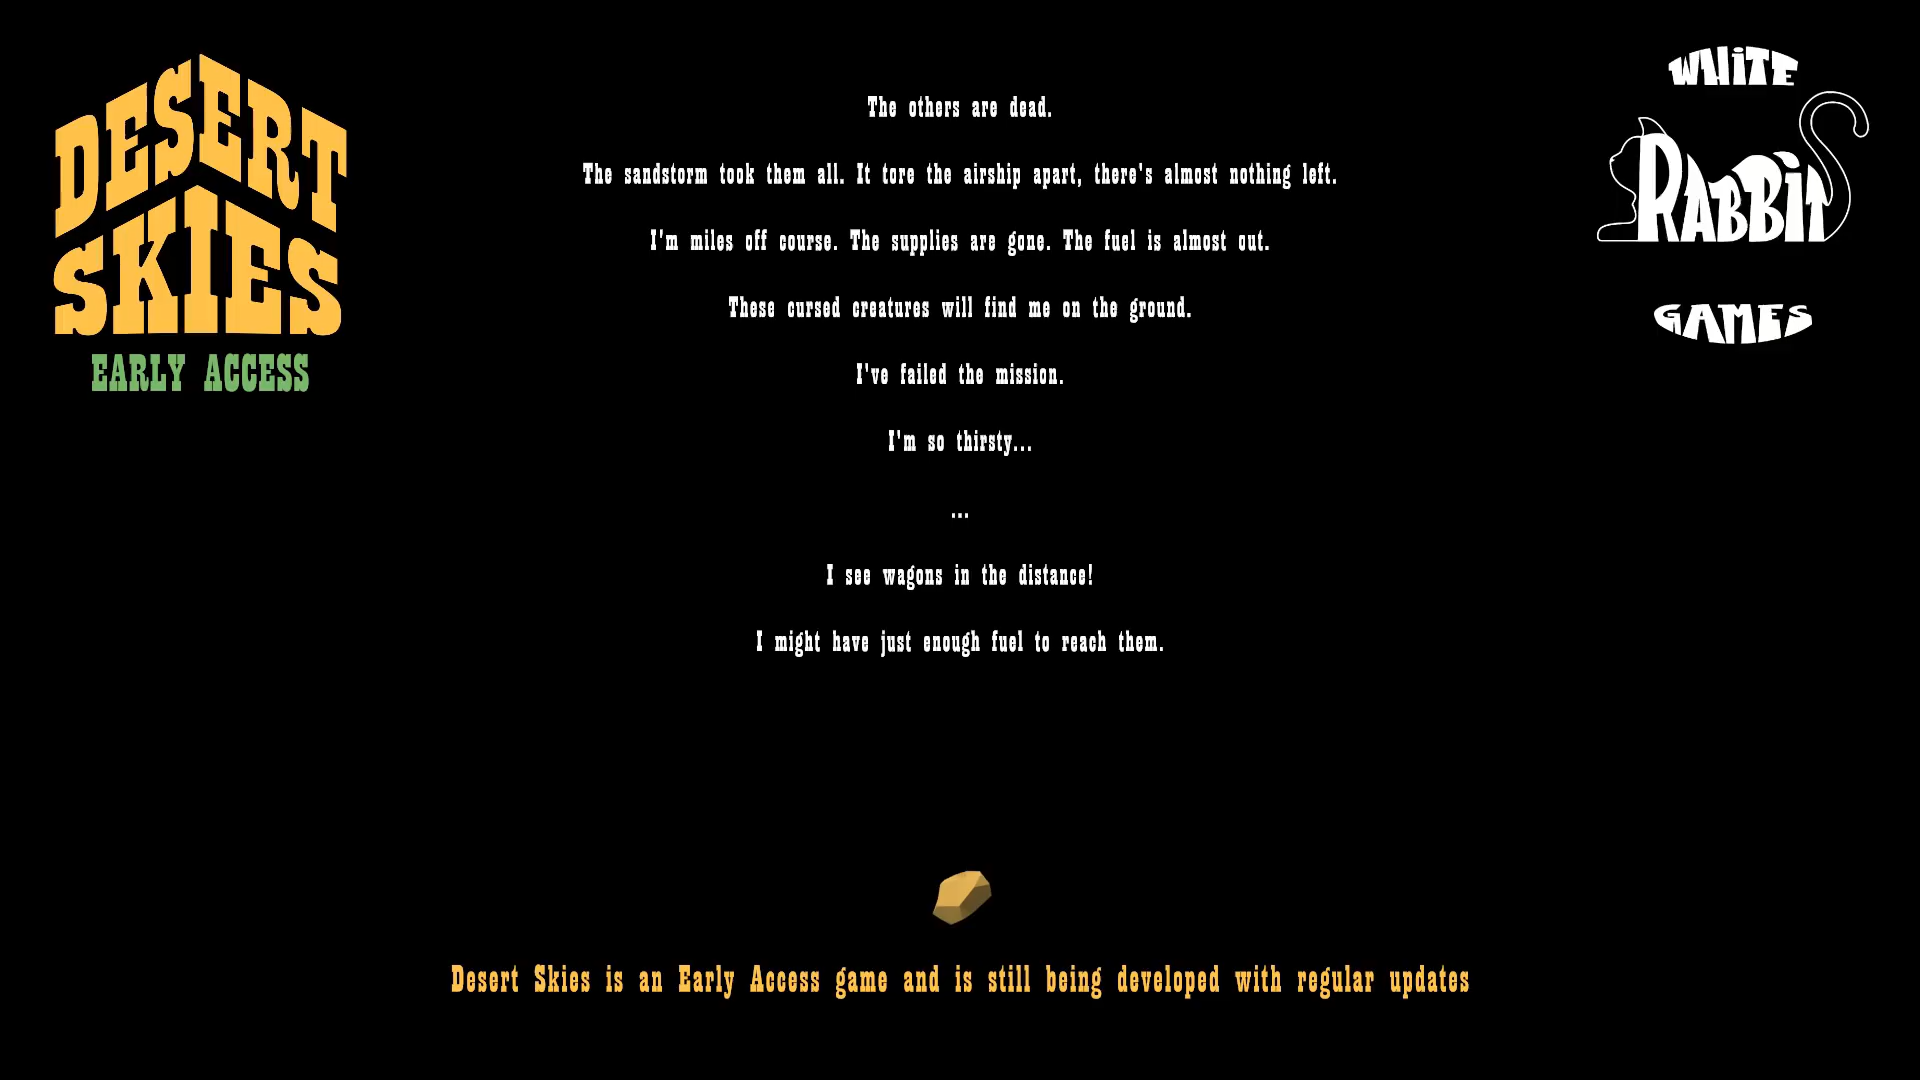 DESERT
SKIES
EARLY ACCESS
The others are dead.
The sandstorm took them all. It tore the airship apart, there's almost nothing left.
I'm miles off course. The supplies are gone. The fuel is almost out.
These cursed creatures will find me on the ground.
I've failed the mission.
I'm so thirsty...
...
I see wagons in the distance!
I might have just enough fuel to reach them.
WHITE
RABBIT
GAMES
Desert Skies is an Early Access game and is still being developed with regular updates